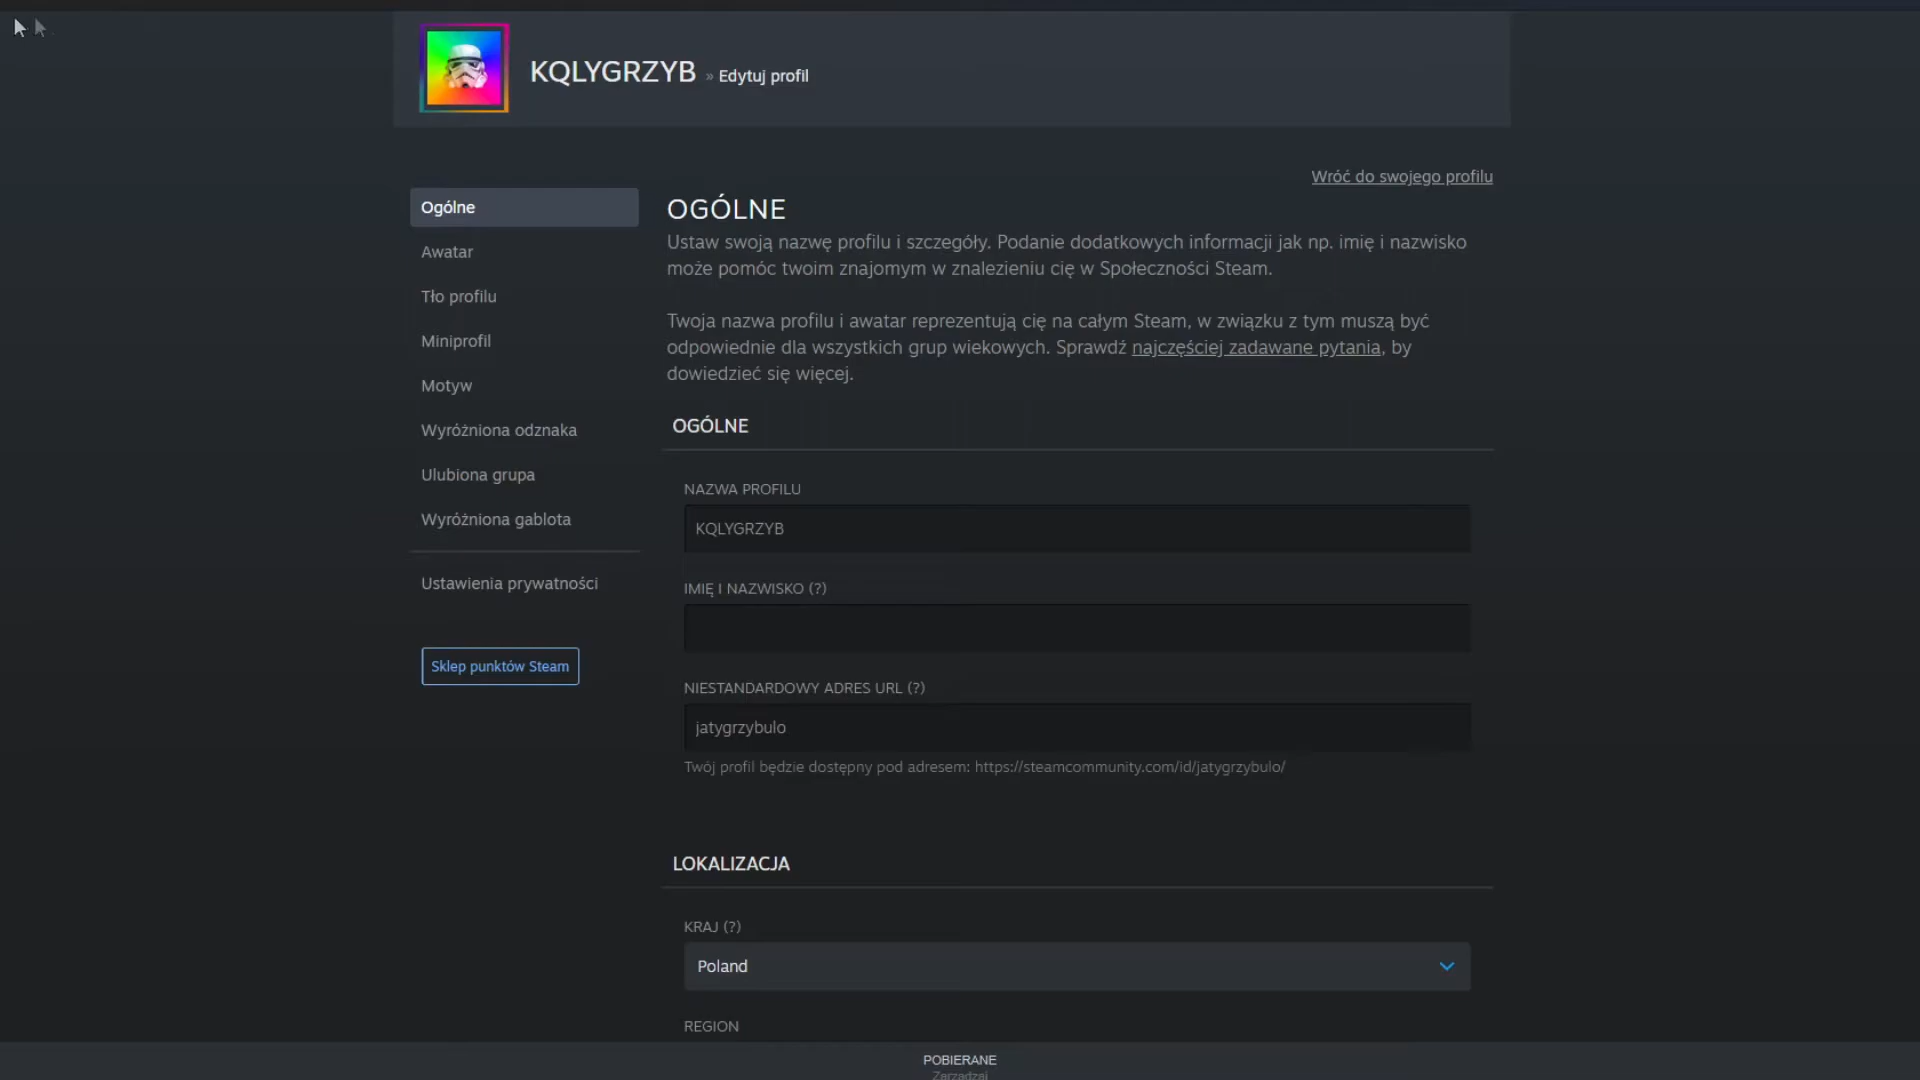 KQLYGRZYB » Edytuj profil
Wróć do swojego profilu
Ogólne
Awatar
Tło profilu
Miniprofil
Motyw
Wyróżniona odznaka
Ulubiona grupa
Wyróżniona gablota
Ustawienia prywatności
Sklep punktów Steam
OGÓLNE
Ustaw swoją nazwę profilu i szczegóły. Podanie dodatkowych informacji jak np. imię i nazwisko
może pomóc twoim znajomym w znalezieniu cię w Społeczności Steam.
Twoja nazwa profilu i awatar reprezentują cię na całym Steam, w związku z tym muszą być
odpowiednie dla wszystkich grup wiekowych. Sprawdź najczęściej zadawane pytania, by
dowiedzieć się więcej.
OGÓLNE
NAZWA PROFILU
KQLYGRZYB
IMIĘ I NAZWISKO (?)
NIESTANDARDOWY ADRES URL (?)
jatygrzybulo
Twój profil będzie dostępny pod adresem: https://steamcommunity.com/id/jatygrzybulo/
LOKALIZACJA
KRAJ (?)
Poland
REGION
POBIERANE
Zarządzaj